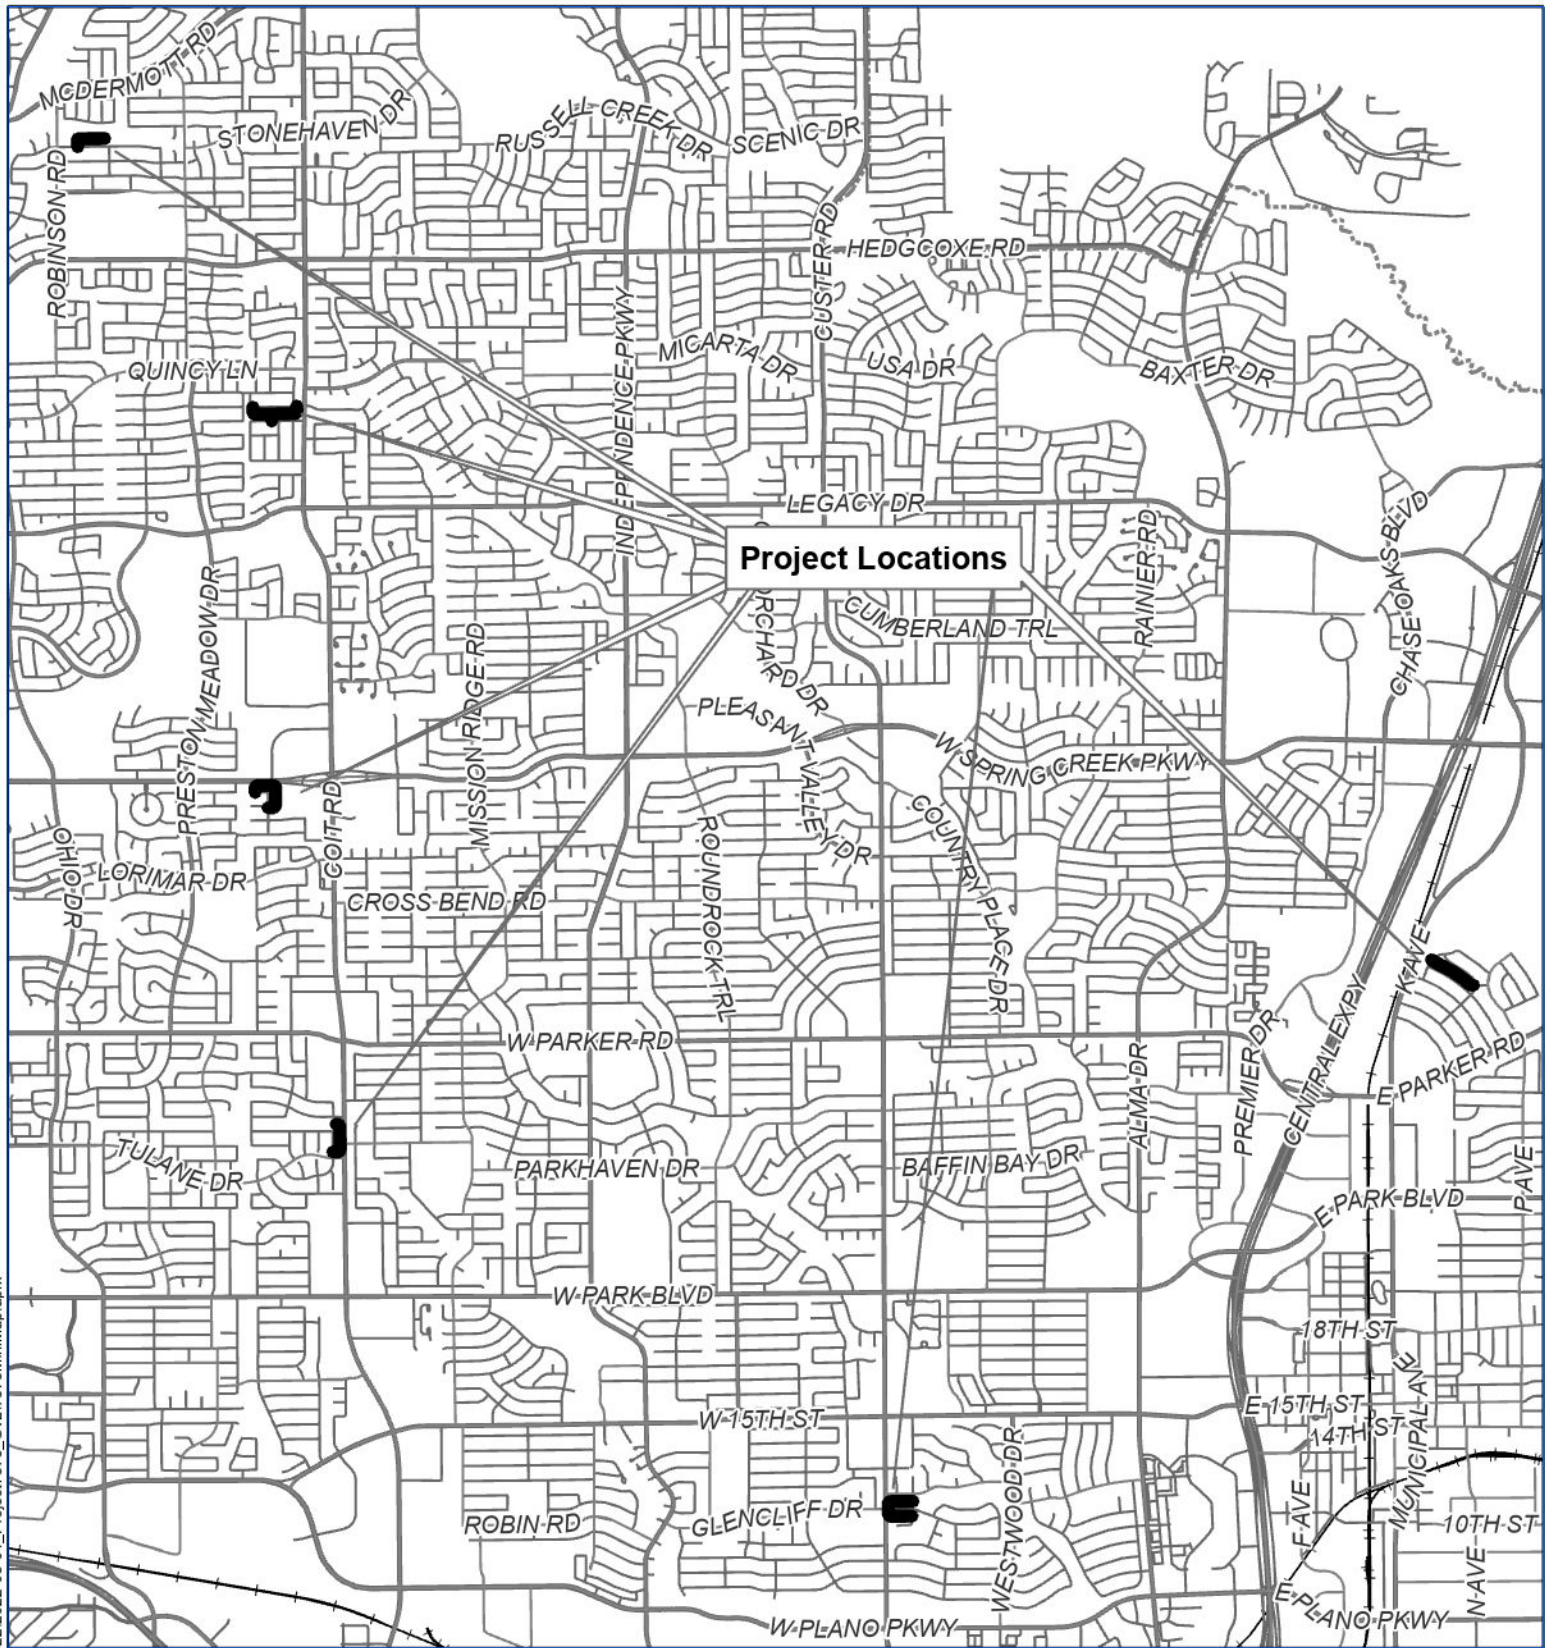 MCDERMOTT RD
STONEHAVEN DR
RUSSELL CREEK DR
SCENIC DR
ROBINSON RD
CUSTER RD
HEDGCOXE RD
INDEPENDENCE PKWY
MICARTA DR
USA DR
BAXTER DR
QUINCY LN
LEGACY DR
CHASE OAKS BLVD
RAINIER RD
Project Locations
PRESTON MEADOW DR
ORCHARD DR
CUMBERLAND TRL
MISSION RIDGE RD
PLEASANT VALLEY DR
W SPRING CREEK PKWY
COIT RD
COUNTRY PLACE DR
ROUNDROCK TRL
OHIO DR
LORIMAR DR
CROSS BEND RD
K AVE
W PARKER RD
PREMIER DR
CENTRAL EXPY
E PARKER RD
ALMA DR
TULANE DR
PARKHAVEN DR
BAFFIN BAY DR
P AVE
E PARK BLVD
W PARK BLVD
18TH ST
W 15TH ST
E 15TH ST
14TH ST
MUNICIPAL AVE
WESTWOOD DR
ROBIN RD
GLENCLIFF DR
F AVE
10TH ST
N AVE
W PLANO PKWY
E PLANO PKWY